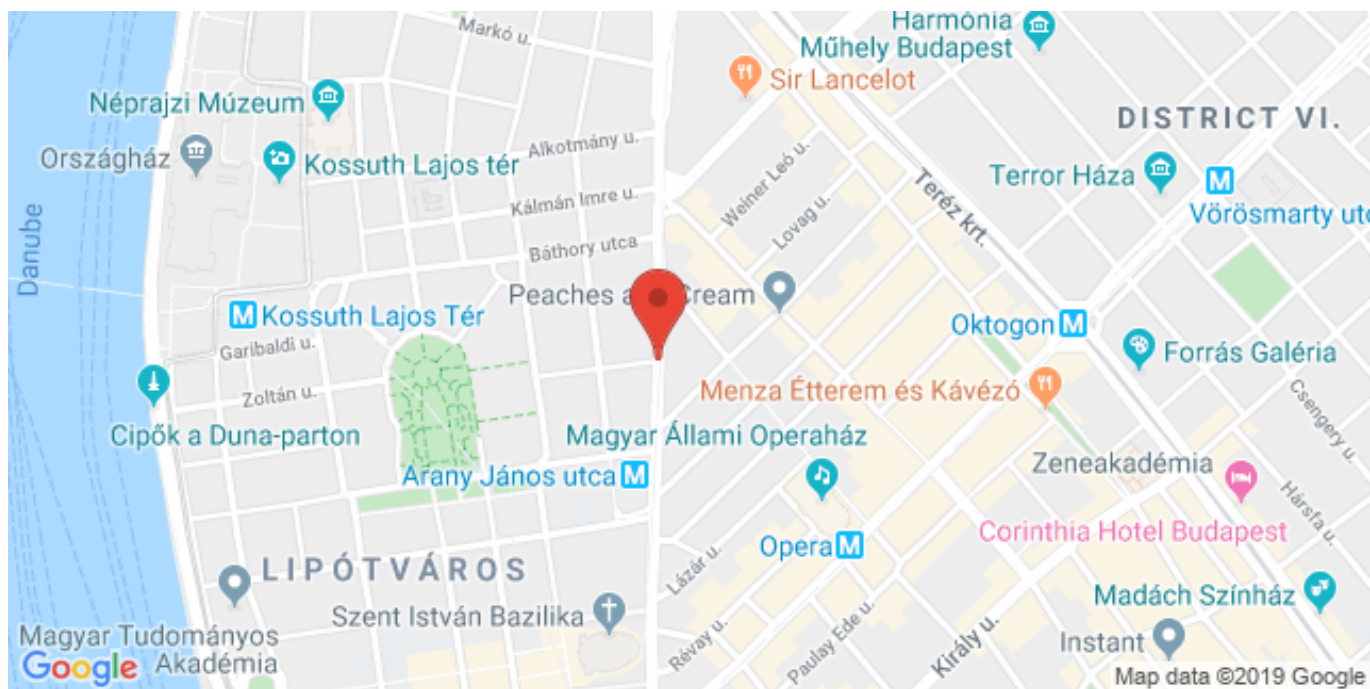 Markó u.
Harmónia
Műhely Budapest
Sir Lancelot
Néprajzi Múzeum
DISTRICT VI.
Országház
Kossuth Lajos tér
Alkotmány u.
Weiner Leó u.
Teréz krt.
Terror Háza
M
Vörösmarty utc
Kálmán Imre u.
Lovag u.
Báthory utca
Danube
Peaches a Cream
M Kossuth Lajos Tér
Oktogon M
Garibaldi u.
Forrás Galéria
Zoltán u.
Menza Étterem és Kávézó
Csengery u.
Cipők a Duna-parton
Magyar Állami Operaház
Arany János utca M
Zeneakadémia
Hársfa u.
Corinthia Hotel Budapest
Opera M
LIPÓTVÁROS
Lázár u.
Szent István Bazilika
Madách Színház
Révay u.
Paulay Ede u.
Király u.
Instant
Magyar Tudományos
Akadémia
Google
Map data ©2019 Google